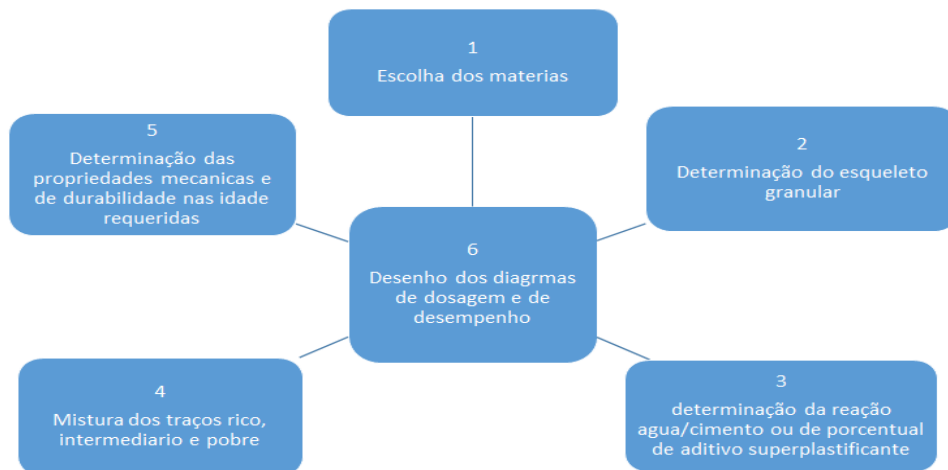 1
Escolha dos materias
2
Determinação do esqueleto
granular
3
determinação da reação
agua/cimento ou de porcentual
de aditivo superplastificante
4
Mistura dos traços rico,
intermediario e pobre
5
Determinação das
propriedades mecanicas e
de durabilidade nas idade
requeridas
6
Desenho dos diagrmas
de dosagem e de
desempenho